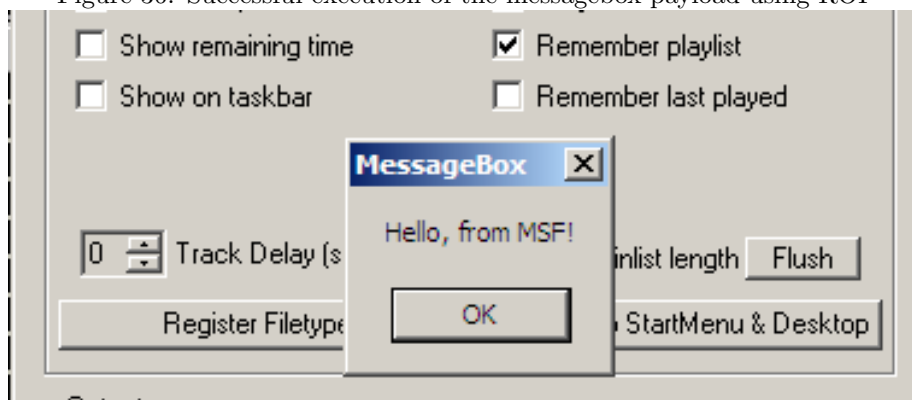 Show remaining time
Remember playlist
Show on taskbar
Remember last played
MessageBox
Hello, from MSF!
0 Track Delay (s
inlist length Flush
OK
Register Filetype
StartMenu & Desktop